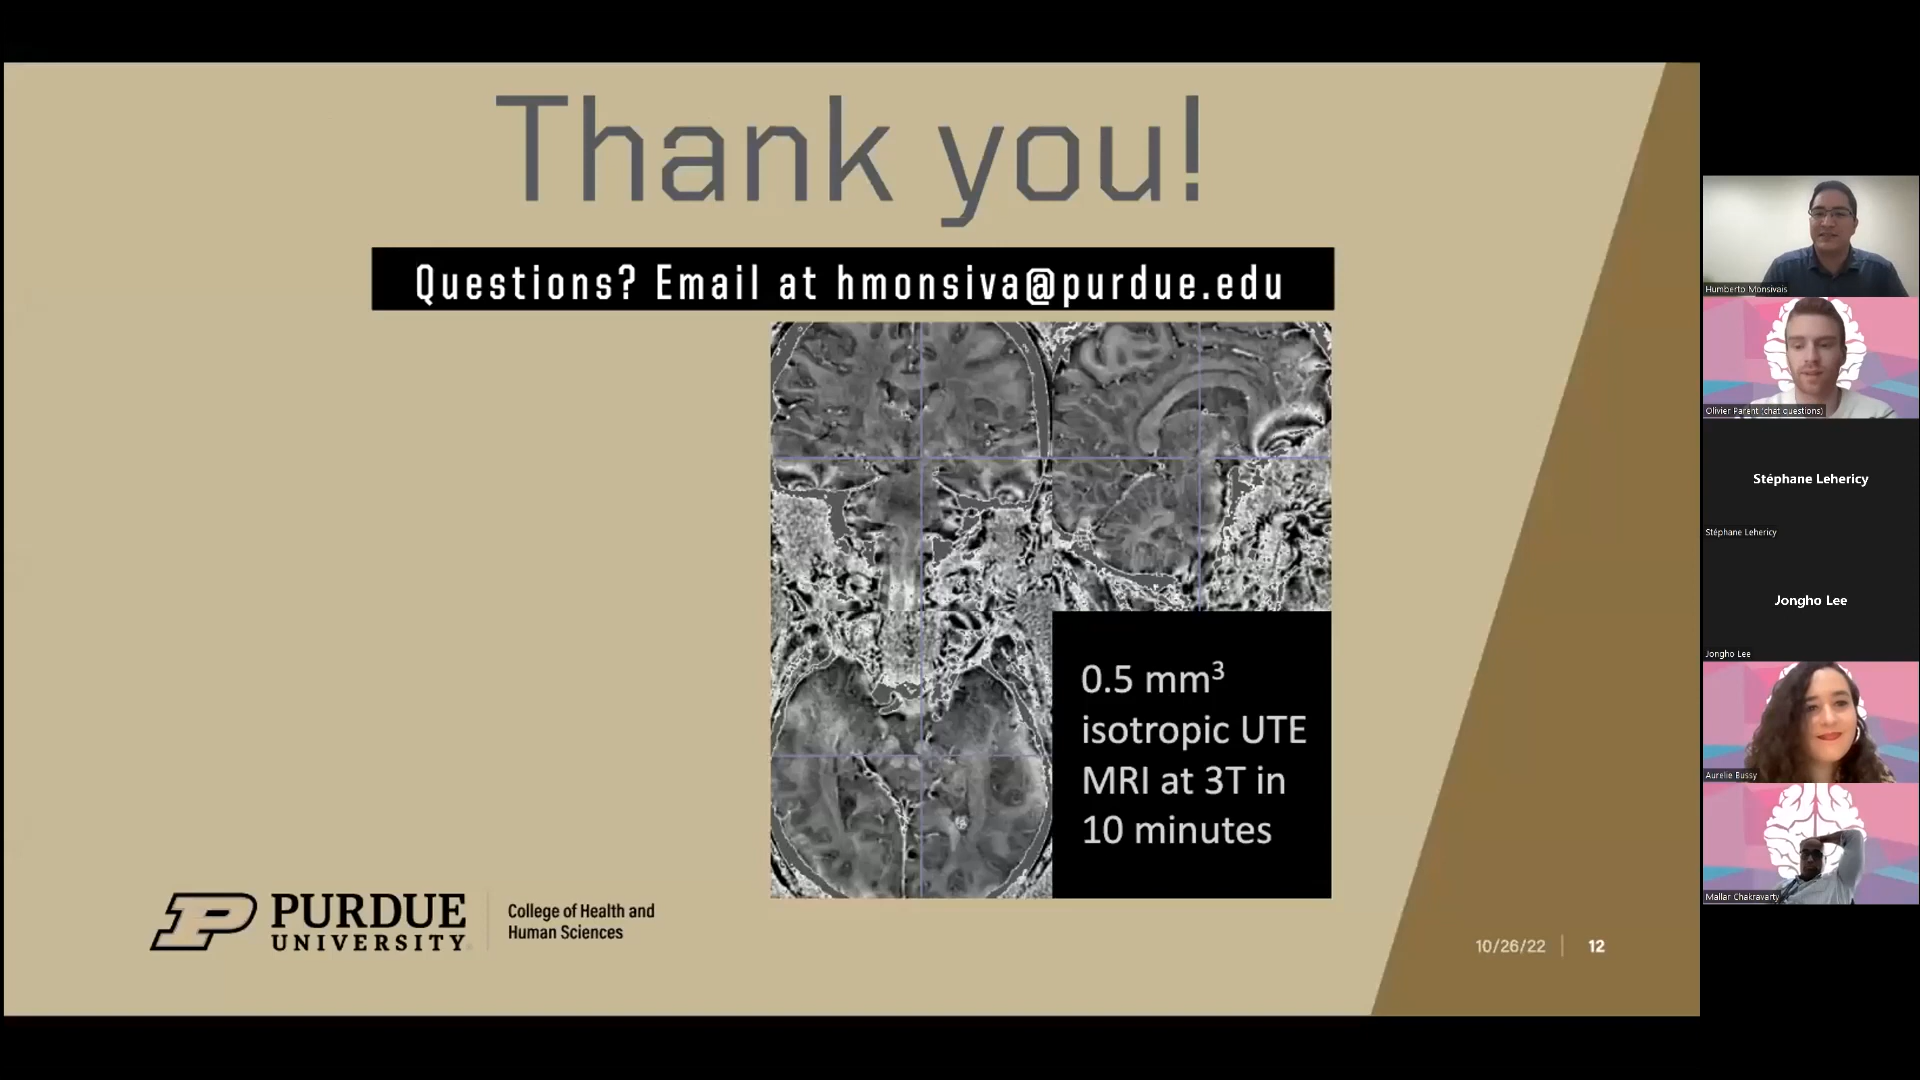 Thank you!
Questions? Email at hmonsiva@purdue.edu
0.5 mm³
isotropic UTE
MRI at 3T in
10 minutes
PURDUE
UNIVERSITY
College of Health and
Human Sciences
10/26/22 | 12
Humberto Monsivais
Olivier Parent (chat questions)
Stéphane Lehericy
Stéphane Lehericy
Jongho Lee
Jongho Lee
Aurélie Bussy
Mallar Chakravarty